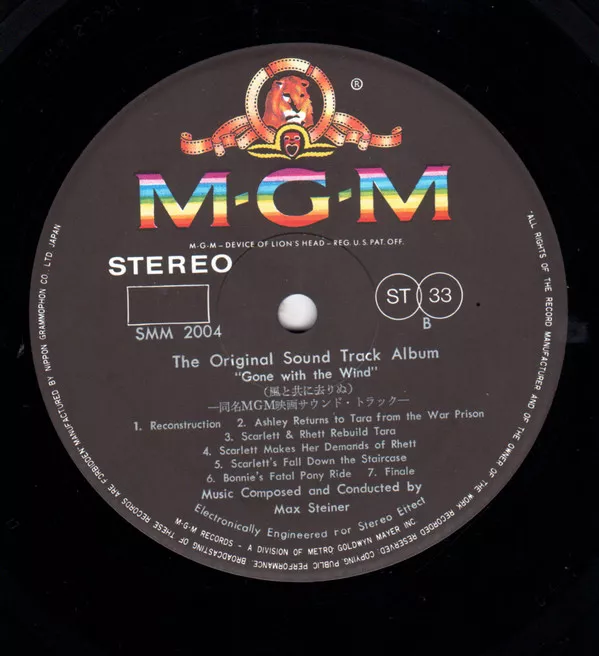 ®
M-G-M
M-G-M – DEVICE OF LION'S HEAD – REG. U.S. PAT. OFF.
STEREO
ST 33
SMM 2004
B
The Original Sound Track Album
"Gone with the Wind"
(風と共に去りぬ)
—同名MGM映画サウンド・トラック—
1. Reconstruction 2. Ashley Returns to Tara from the War Prison
3. Scarlett & Rhett Rebuild Tara
4. Scarlett Makes Her Demands of Rhett
5. Scarlett's Fall Down the Staircase
6. Bonnie's Fatal Pony Ride 7. Finale
Music Composed and Conducted by
Max Steiner
Electronically Engineered For Stereo Effect
M-G-M RECORDS – A DIVISION OF METRO GOLDWYN MAYER INC.
ALL RIGHTS OF THE RECORD MANUFACTURER AND OF THE OWNER OF THE WORK RECORDED RESERVED. COPYING PUBLIC PERFORMANCE, BROADCASTING OF THESE RECORDS ARE FORBIDDEN. MANUFACTURED BY NIPPON GRAMMOPHON CO. LTD JAPAN